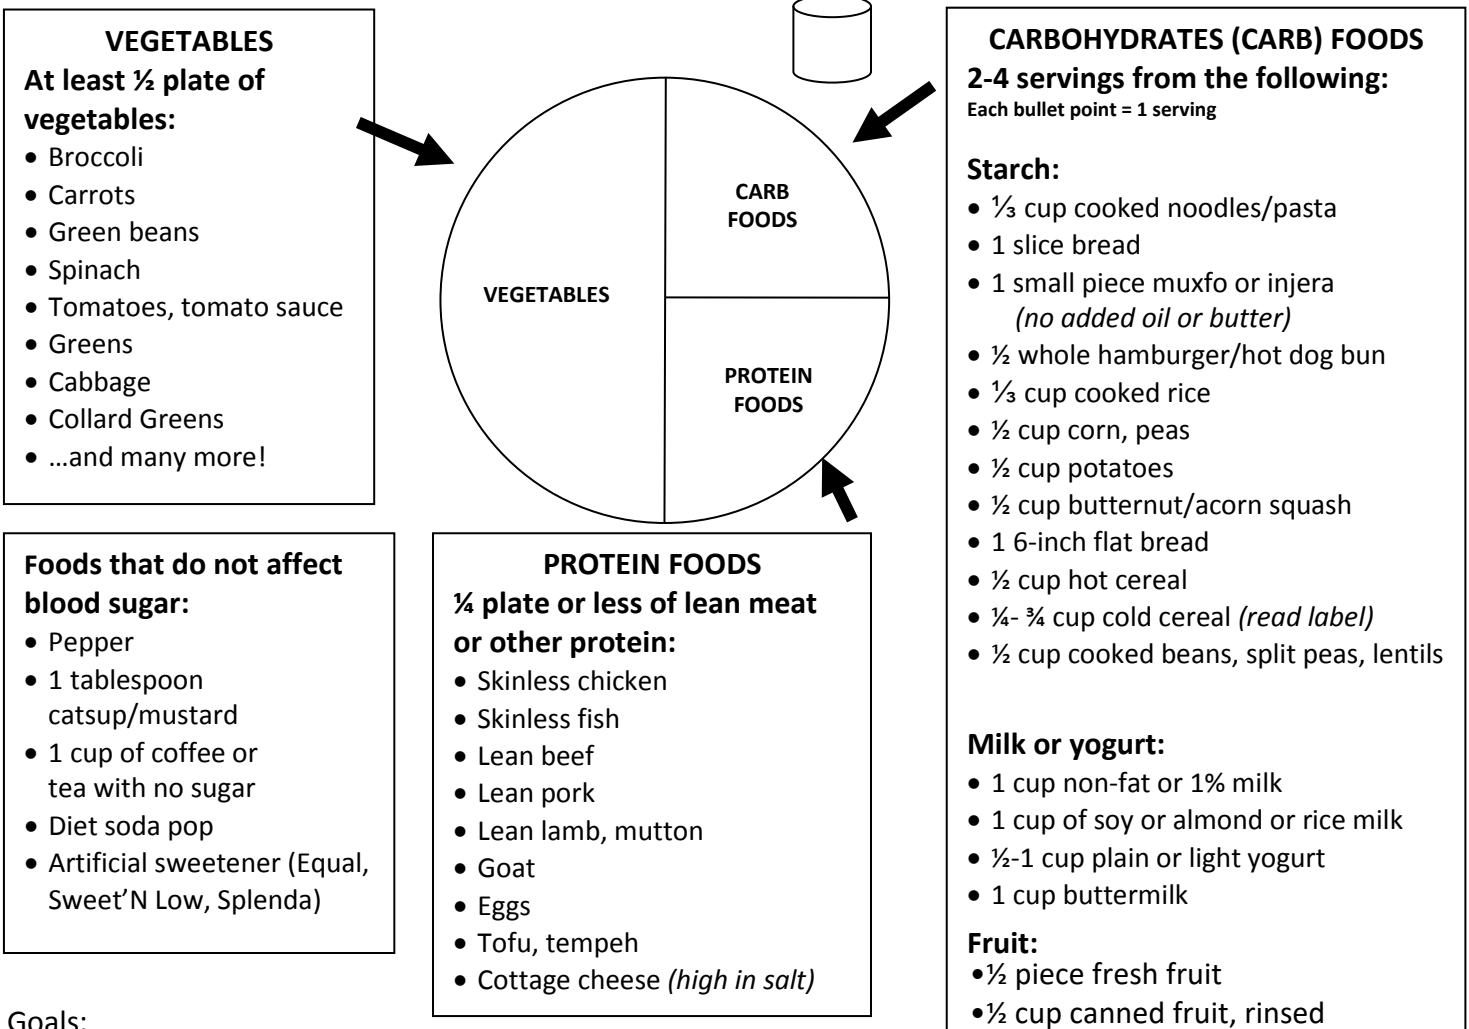 VEGETABLES
At least ½ plate of
vegetables:
• Broccoli
• Carrots
• Green beans
• Spinach
• Tomatoes, tomato sauce
• Greens
• Cabbage
• Collard Greens
• …and many more!
Foods that do not affect
blood sugar:
• Pepper
• 1 tablespoon
catsup/mustard
• 1 cup of coffee or
tea with no sugar
• Diet soda pop
• Artificial sweetener (Equal,
Sweet’N Low, Splenda)
Goals:
VEGETABLES
CARB
FOODS
PROTEIN
FOODS
PROTEIN FOODS
¼ plate or less of lean meat
or other protein:
• Skinless chicken
• Skinless fish
• Lean beef
• Lean pork
• Lean lamb, mutton
• Goat
• Eggs
• Tofu, tempeh
• Cottage cheese (high in salt)
CARBOHYDRATES (CARB) FOODS
2-4 servings from the following:
Each bullet point = 1 serving
Starch:
• ⅓ cup cooked noodles/pasta
• 1 slice bread
• 1 small piece muxfo or injera
(no added oil or butter)
• ½ whole hamburger/hot dog bun
• ⅓ cup cooked rice
• ½ cup corn, peas
• ½ cup potatoes
• ½ cup butternut/acorn squash
• 1 6-inch flat bread
• ½ cup hot cereal
• ¼- ¾ cup cold cereal (read label)
• ½ cup cooked beans, split peas, lentils
Milk or yogurt:
• 1 cup non-fat or 1% milk
• 1 cup of soy or almond or rice milk
• ½-1 cup plain or light yogurt
• 1 cup buttermilk
Fruit:
•½ piece fresh fruit
•½ cup canned fruit, rinsed